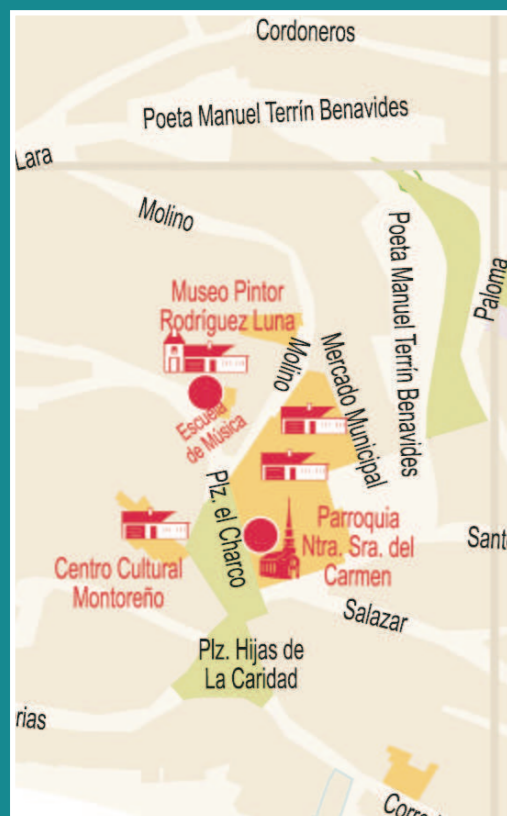 Cordoneros
Poeta Manuel Terrín Benavides
Lara
Molino
Poeta Manuel Terrín Benavides
Paloma
Museo Pintor
Rodríguez Luna
Molino
Mercado Municipal
Escuela
de Música
Plz. el Charco
Parroquia
Ntra. Sra. del
Carmen
Sant
Centro Cultural
Montoreño
Salazar
Plz. Hijas de
La Caridad
rias